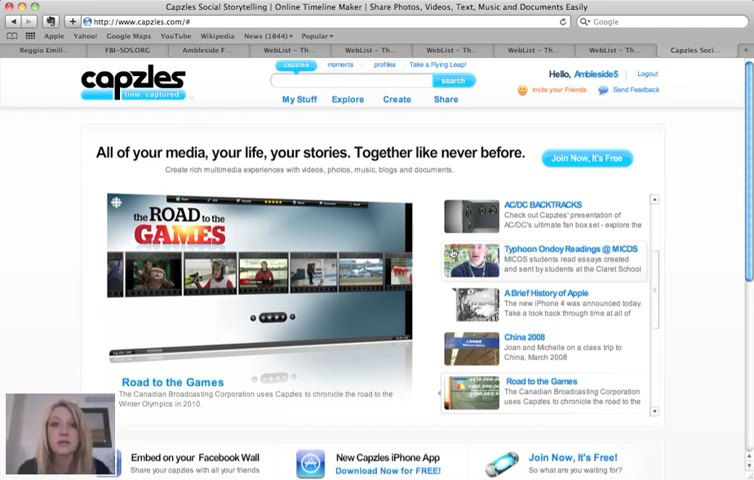 Capzles Social Storytelling | Online Timeline Maker | Share Photos, Videos, Text, Music and Documents Easily
http://www.capzles.com/#
Google
Apple Yahoo! Google Maps YouTube Wikipedia News (1844) Popular
Reggio Emili... FBI-SOS.ORG Ambleside F... WebList – Th... WebList – Th... WebList – Th... WebList – Th... WebList – Th... Capzles Soci...
capzles
time. captured.
capzles moments profiles Take a Flying Leap!
search
My Stuff Explore Create Share
Hello, Ambleside5 Logout
Invite your Friends Send Feedback
All of your media, your life, your stories. Together like never before.
Create rich multimedia experiences with videos, photos, music, blogs and documents.
Join Now, It's Free
the ROAD to the
GAMES
AC/DC BACKTRACKS
Check out Capzles' presentation of
AC/DC's ultimate fan box set - explore the
Typhoon Ondoy Readings @ MICDS
MICDS students read essays created
and sent by students at the Claret School
A Brief History of Apple
The new iPhone 4 was announced today.
Take a look back through time at all of
China 2008
Joan and Michelle on a class trip to
China, March 2008
Road to the Games
The Canadian Broadcasting Corporation
uses Capzles to chronicle the road to the
Road to the Games
The Canadian Broadcasting Corporation uses Capzles to chronicle the road to the
Winter Olympics in 2010.
Embed on your Facebook Wall
Share your capzles with all your friends
New Capzles iPhone App
Download Now for FREE!
Join Now, It's Free!
So what are you waiting for?